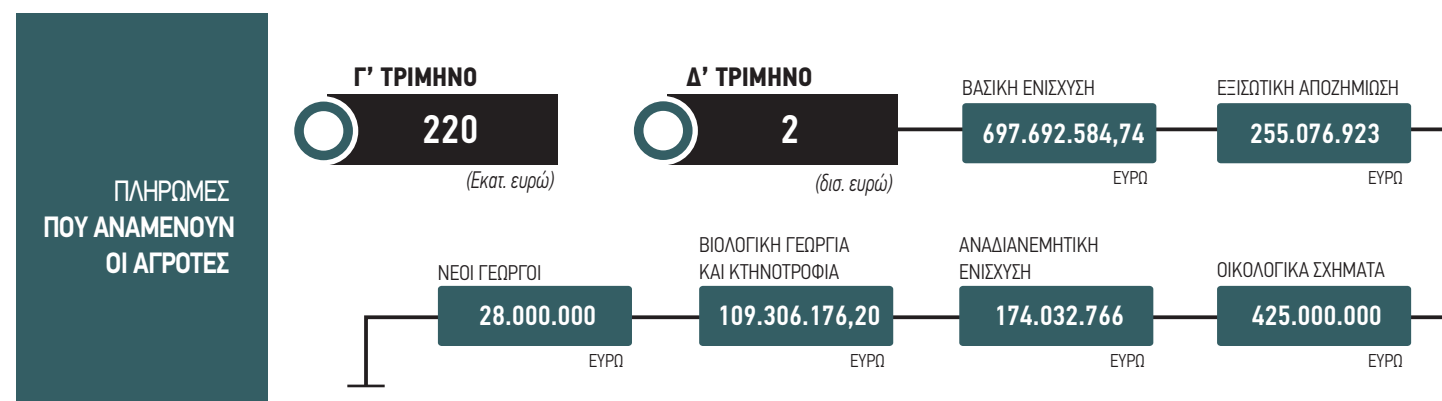 ΠΛΗΡΩΜΕΣ
ΠΟΥ ΑΝΑΜΕΝΟΥΝ
ΟΙ ΑΓΡΟΤΕΣ
Γ' ΤΡΙΜΗΝΟ
220
(Εκατ. ευρώ)
Δ' ΤΡΙΜΗΝΟ
2
(δισ. ευρώ)
ΒΑΣΙΚΗ ΕΝΙΣΧΥΣΗ
697.692.584,74
ΕΥΡΩ
ΕΞΙΣΩΤΙΚΗ ΑΠΟΖΗΜΙΩΣΗ
255.076.923
ΕΥΡΩ
ΝΕΟΙ ΓΕΩΡΓΟΙ
28.000.000
ΕΥΡΩ
ΒΙΟΛΟΓΙΚΗ ΓΕΩΡΓΙΑ
ΚΑΙ ΚΤΗΝΟΤΡΟΦΙΑ
109.306.176,20
ΕΥΡΩ
ΑΝΑΔΙΑΝΕΜΗΤΙΚΗ
ΕΝΙΣΧΥΣΗ
174.032.766
ΕΥΡΩ
ΟΙΚΟΛΟΓΙΚΑ ΣΧΗΜΑΤΑ
425.000.000
ΕΥΡΩ